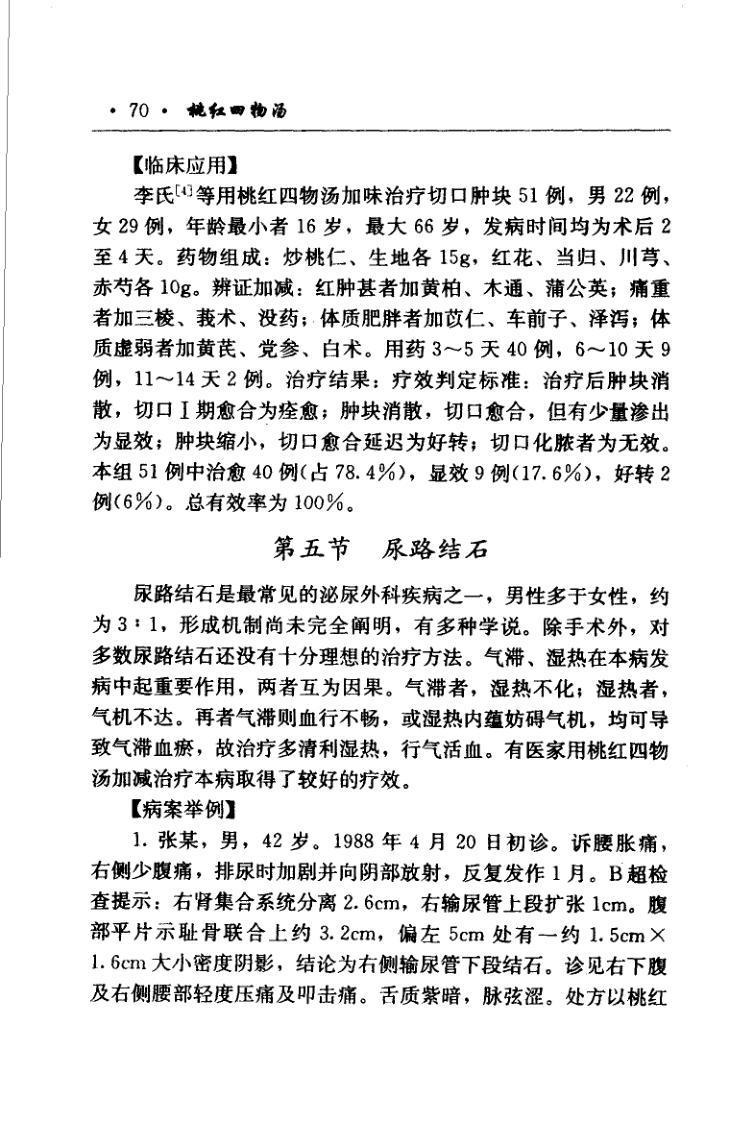 ·70· 桃红四物汤
【临床应用】
李氏[4]等用桃红四物汤加味治疗切口肿块 51 例，男 22 例，
女 29 例，年龄最小者 16 岁，最大 66 岁，发病时间均为术后 2
至 4 天。药物组成：炒桃仁、生地各 15g，红花、当归、川芎、
赤芍各 10g。辨证加减：红肿甚者加黄柏、木通、蒲公英；痛重
者加三棱、莪术、没药；体质肥胖者加苡仁、车前子、泽泻；体
质虚弱者加黄芪、党参、白术。用药 3～5 天 40 例，6～10 天 9
例，11～14 天 2 例。治疗结果：疗效判定标准：治疗后肿块消
散，切口Ⅰ期愈合为痊愈；肿块消散，切口愈合，但有少量渗出
为显效；肿块缩小，切口愈合延迟为好转；切口化脓者为无效。
本组 51 例中治愈 40 例(占 78.4%)，显效 9 例(17.6%)，好转 2
例(6%)。总有效率为 100%。
第五节 尿路结石
尿路结石是最常见的泌尿外科疾病之一，男性多于女性，约
为 3∶1，形成机制尚未完全阐明，有多种学说。除手术外，对
多数尿路结石还没有十分理想的治疗方法。气滞、湿热在本病发
病中起重要作用，两者互为因果。气滞者，湿热不化；湿热者，
气机不达。再者气滞则血行不畅，或湿热内蕴妨碍气机，均可导
致气滞血瘀，故治疗多清利湿热，行气活血。有医家用桃红四物
汤加减治疗本病取得了较好的疗效。
【病案举例】
1. 张某，男，42 岁。1988 年 4 月 20 日初诊。诉腰胀痛，
右侧少腹痛，排尿时加剧并向阴部放射，反复发作 1 月。B 超检
查提示：右肾集合系统分离 2.6cm，右输尿管上段扩张 1cm。腹
部平片示耻骨联合上约 3.2cm，偏左 5cm 处有一约 1.5cm×
1.6cm 大小密度阴影，结论为右侧输尿管下段结石。诊见右下腹
及右侧腰部轻度压痛及叩击痛。舌质紫暗，脉弦涩。处方以桃红